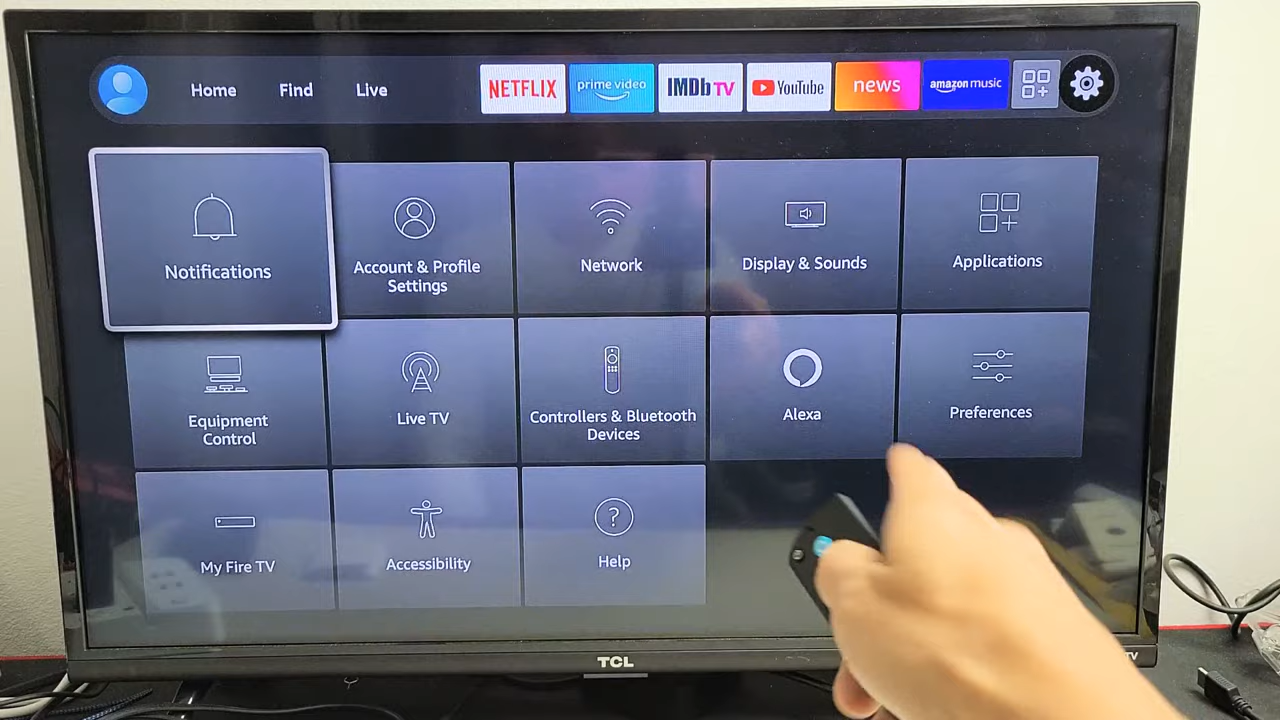 Home Find Live NETFLIX prime video IMDb TV YouTube news amazon music
Notifications
Account & Profile
Settings
Network
Display & Sounds
Applications
Equipment
Control
Live TV
Controllers & Bluetooth
Devices
Alexa
Preferences
My Fire TV
Accessibility
?
Help
TCL
TV